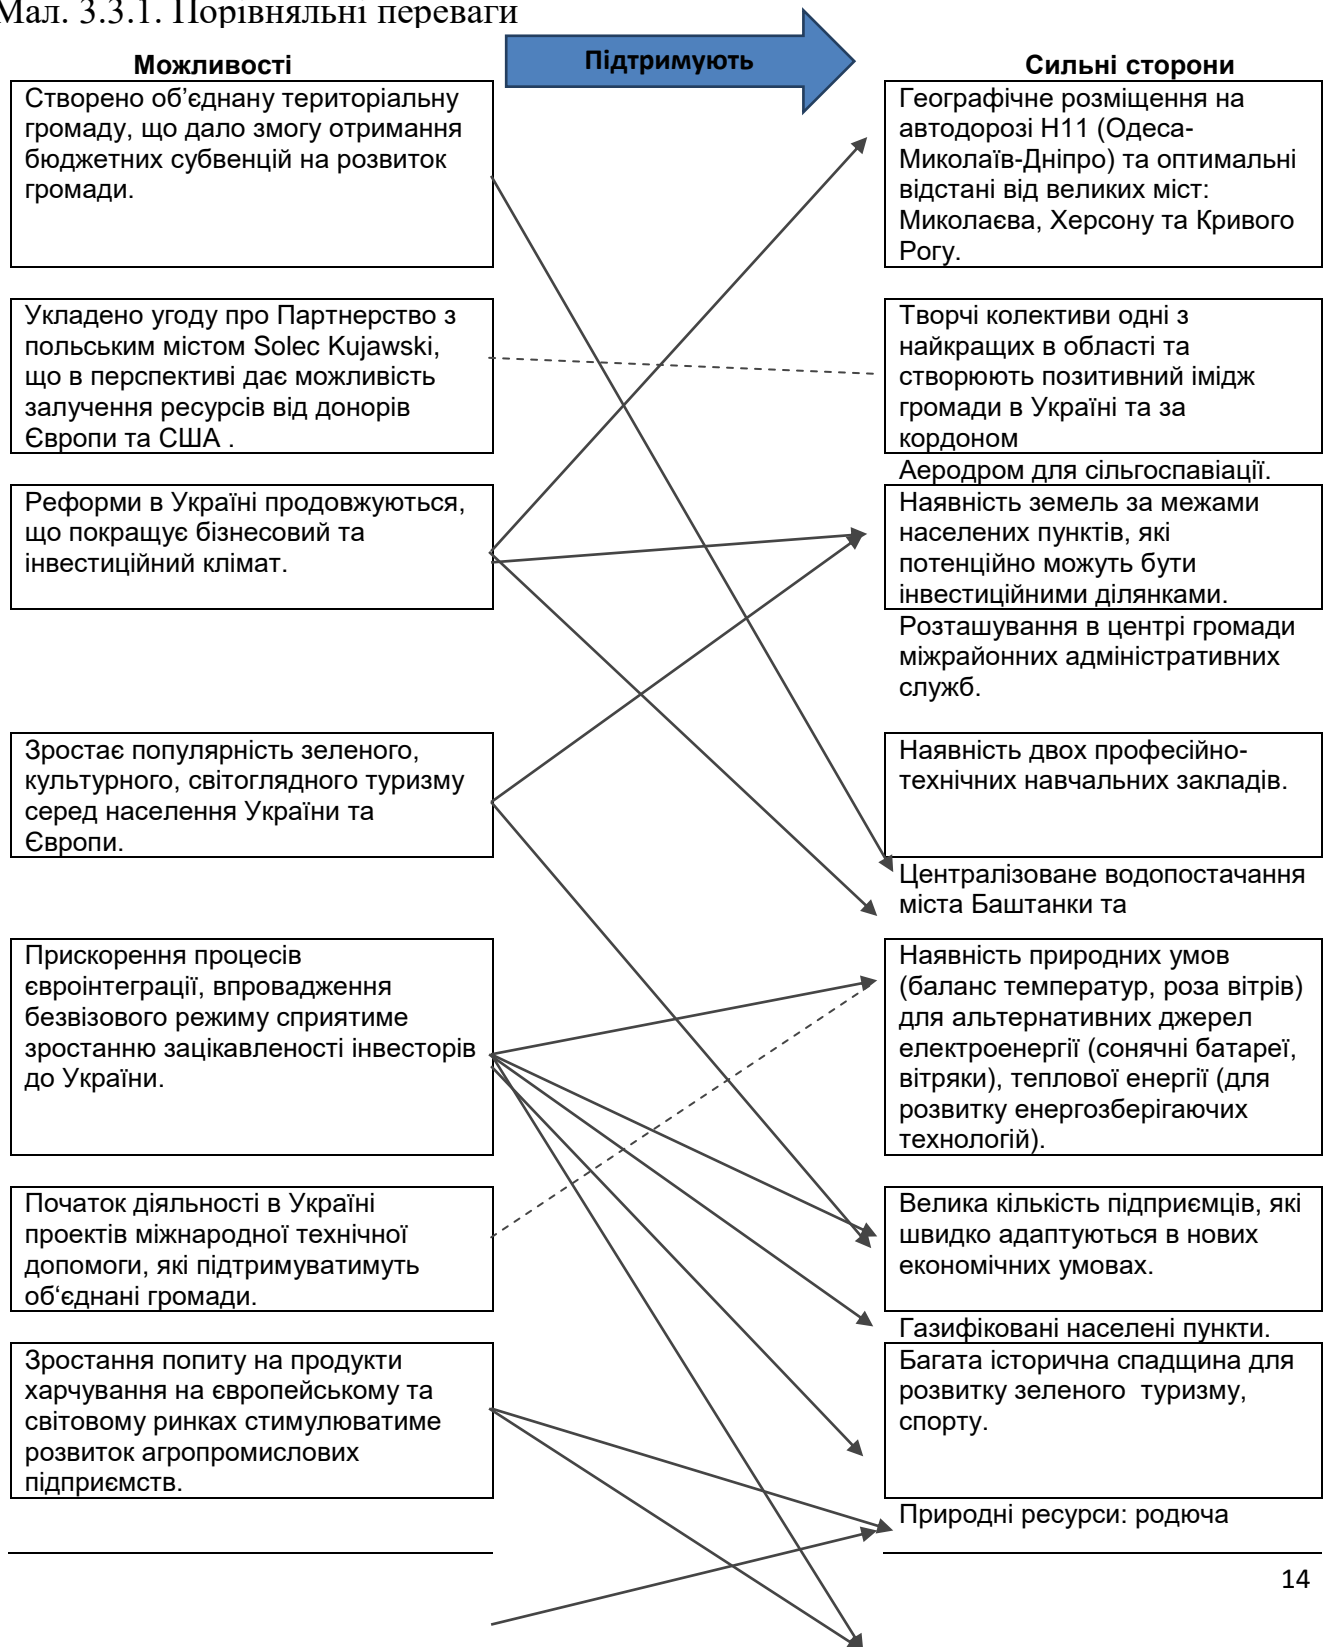 Мал. 3.3.1. Порівняльні переваги
Підтримують
Можливості
Сильні сторони
Створено об’єднану територіальну
громаду, що дало змогу отримання
бюджетних субвенцій на розвиток
громади.
Географічне розміщення на
автодорозі Н11 (Одеса-
Миколаїв-Дніпро) та оптимальні
відстані від великих міст:
Миколаєва, Херсону та Кривого
Рогу.
Укладено угоду про Партнерство з
польським містом Solec Kujawski,
що в перспективі дає можливість
залучення ресурсів від донорів
Європи та США .
Творчі колективи одні з
найкращих в області та
створюють позитивний імідж
громади в Україні та за
кордоном
Аеродром для сільгоспавіації.
Реформи в Україні продовжуються,
що покращує бізнесовий та
інвестиційний клімат.
Наявність земель за межами
населених пунктів, які
потенційно можуть бути
інвестиційними ділянками.
Розташування в центрі громади
міжрайонних адміністративних
служб.
Зростає популярність зеленого,
культурного, світоглядного туризму
серед населення України та
Європи.
Наявність двох професійно-
технічних навчальних закладів.
Централізоване водопостачання
міста Баштанки та
Прискорення процесів
євроінтеграції, впровадження
безвізового режиму сприятиме
зростанню зацікавленості інвесторів
до України.
Наявність природних умов
(баланс температур, роза вітрів)
для альтернативних джерел
електроенергії (сонячні батареї,
вітряки), теплової енергії (для
розвитку енергозберігаючих
технологій).
Початок діяльності в Україні
проектів міжнародної технічної
допомоги, які підтримуватимуть
об‘єднані громади.
Велика кількість підприємців, які
швидко адаптуються в нових
економічних умовах.
Газифіковані населені пункти.
Зростання попиту на продукти
харчування на європейському та
світовому ринках стимулюватиме
розвиток агропромислових
підприємств.
Багата історична спадщина для
розвитку зеленого  туризму,
спорту.
Природні ресурси: родюча
14